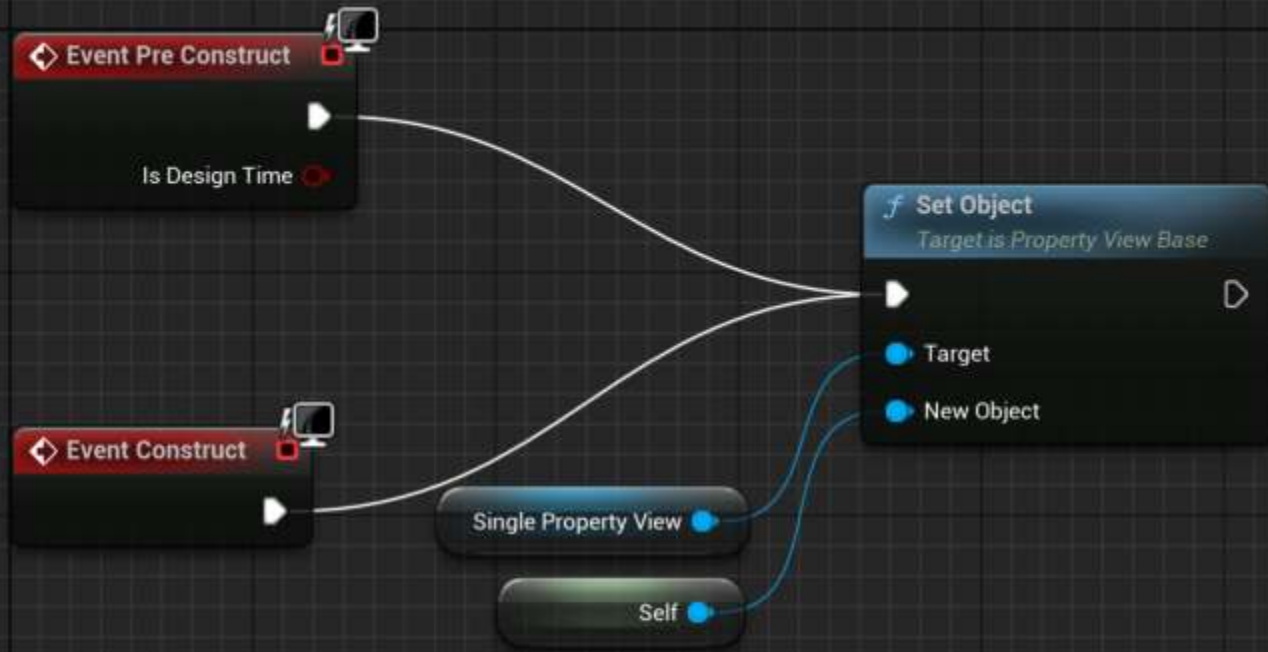 Event Pre Construct
Is Design Time
f Set Object
Target is Property View Base
Target
New Object
Event Construct
Single Property View
Self